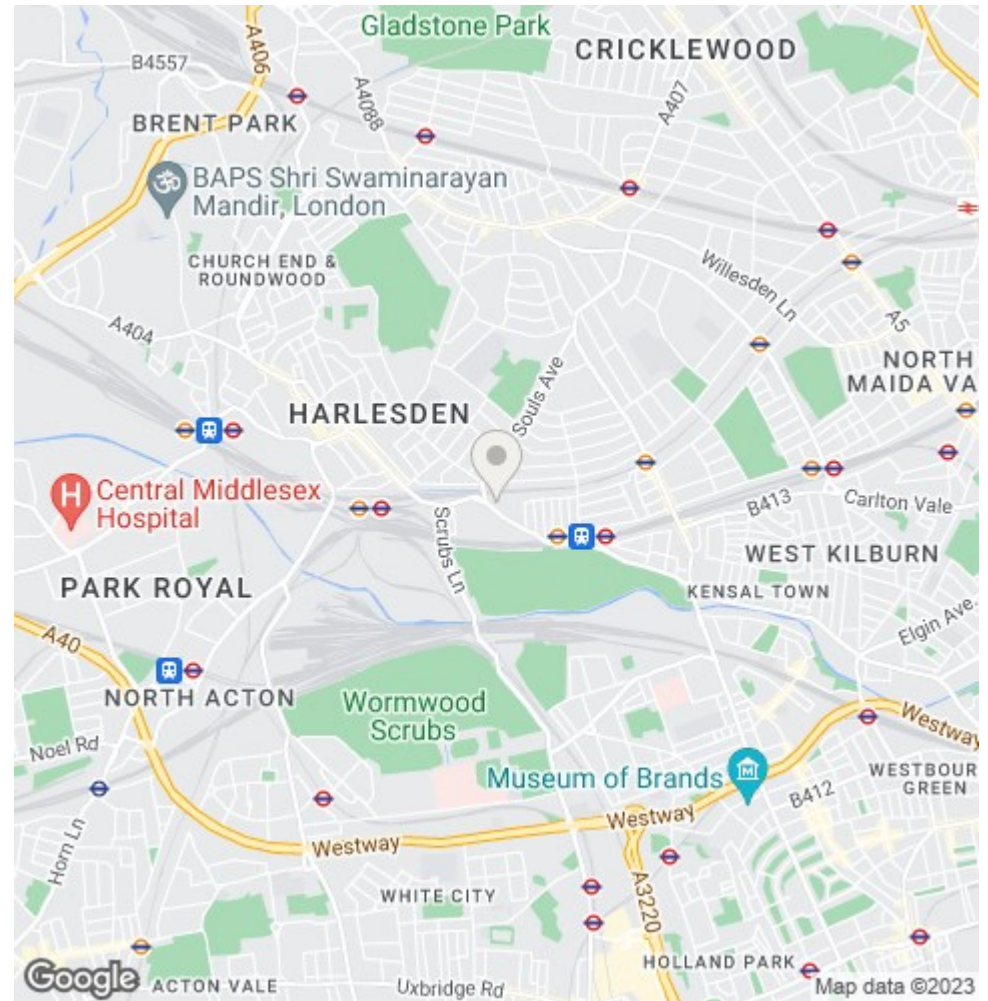 Gladstone Park
CRICKLEWOOD
A406
B4557
A4088
A407
BRENT PARK
BAPS Shri Swaminarayan
Mandir, London
CHURCH END &
ROUNDWOOD
Willesden Ln
A404
A5
NORTH
MAIDA VA
Souls Ave
HARLESDEN
H
Central Middlesex
Hospital
Scrubs Ln
B413
Carlton Vale
WEST KILBURN
PARK ROYAL
KENSAL TOWN
Elgin Ave.
A40
NORTH ACTON
Wormwood
Scrubs
Westway
Noel Rd
Museum of Brands
M
WESTBOUR
GREEN
B412
Westway
Westway
Horn Ln
A3220
WHITE CITY
HOLLAND PARK
Google
ACTON VALE
Uxbridge Rd
Map data ©2023